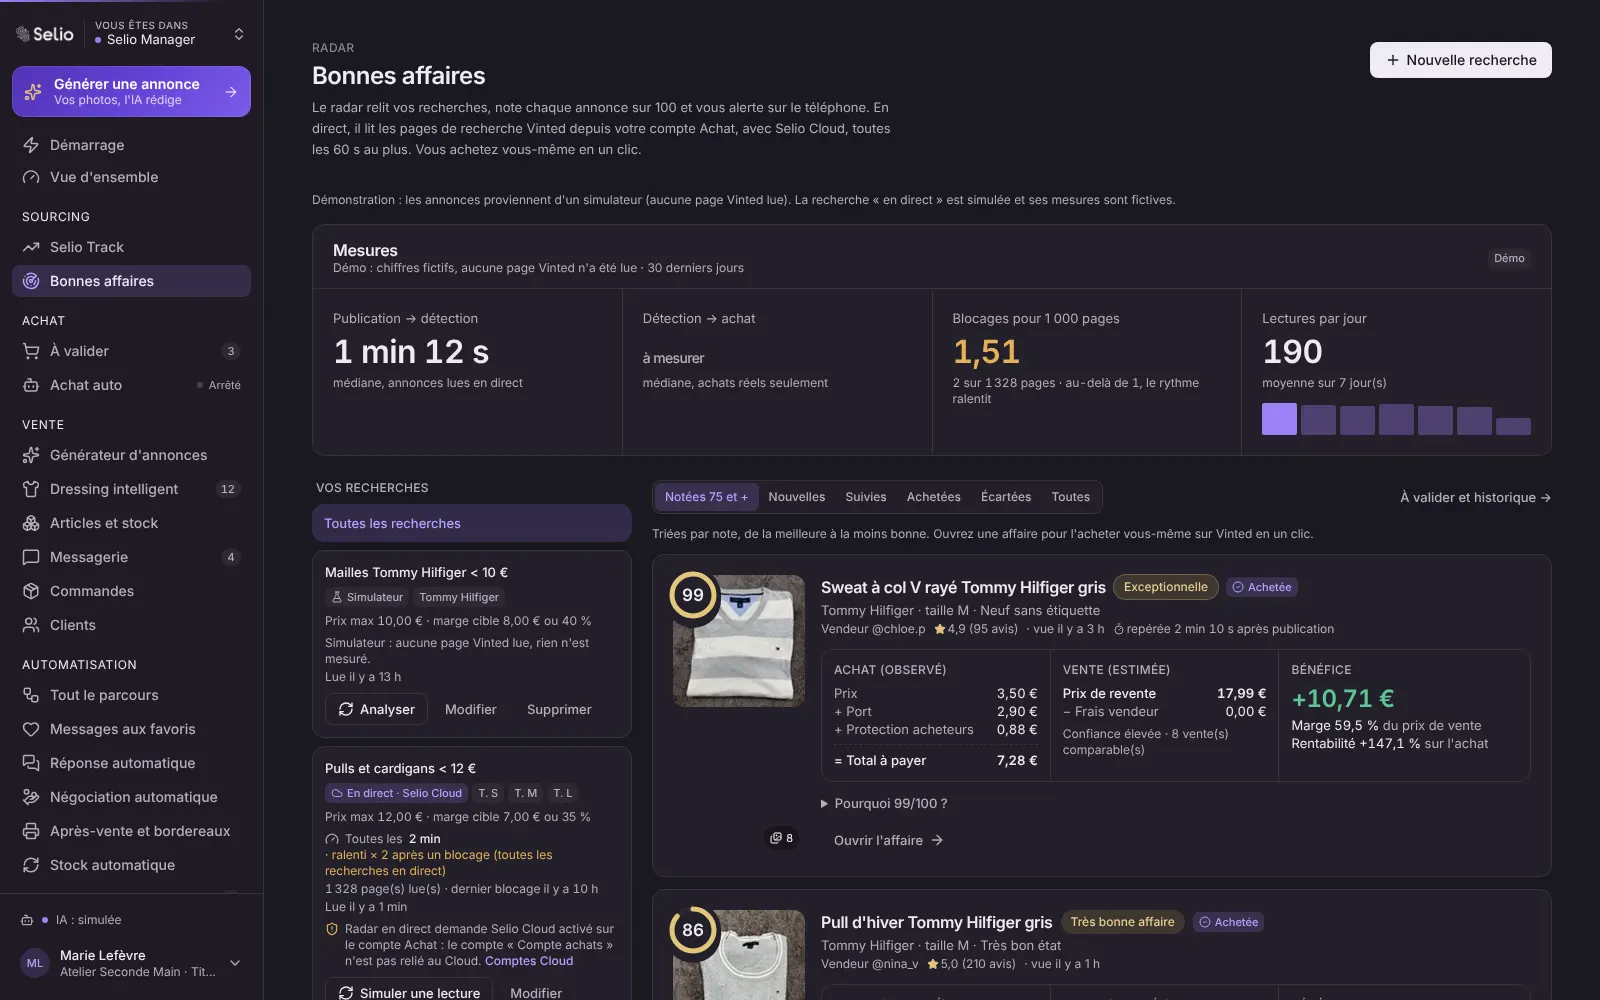 Selio
VOUS ÊTES DANS
Selio Manager
Générer une annonce
Vos photos, l'IA rédige
Démarrage
Vue d'ensemble
SOURCING
Selio Track
Bonnes affaires
ACHAT
À valider
3
Achat auto
Arrêté
VENTE
Générateur d'annonces
Dressing intelligent
12
Articles et stock
Messagerie
4
Commandes
Clients
AUTOMATISATION
Tout le parcours
Messages aux favoris
Réponse automatique
Négociation automatique
Après-vente et bordereaux
Stock automatique
IA : simulée
ML
Marie Lefèvre
Atelier Seconde Main · Tit...
RADAR
Bonnes affaires
+ Nouvelle recherche
Le radar relit vos recherches, note chaque annonce sur 100 et vous alerte sur le téléphone. En
direct, il lit les pages de recherche Vinted depuis votre compte Achat, avec Selio Cloud, toutes
les 60 s au plus. Vous achetez vous-même en un clic.
Démonstration : les annonces proviennent d'un simulateur (aucune page Vinted lue). La recherche « en direct » est simulée et ses mesures sont fictives.
Mesures
Démo : chiffres fictifs, aucune page Vinted n'a été lue · 30 derniers jours
Démo
Publication → détection
1 min 12 s
médiane, annonces lues en direct
Détection → achat
à mesurer
médiane, achats réels seulement
Blocages pour 1 000 pages
1,51
2 sur 1 328 pages · au-delà de 1, le rythme
ralentit
Lectures par jour
190
moyenne sur 7 jour(s)
VOS RECHERCHES
Toutes les recherches
Mailles Tommy Hilfiger < 10 €
Simulateur
Tommy Hilfiger
Prix max 10,00 € · marge cible 8,00 € ou 40 %
Simulateur : aucune page Vinted lue, rien n'est
mesuré.
Lue il y a 13 h
Analyser
Modifier
Supprimer
Pulls et cardigans < 12 €
En direct · Selio Cloud
T. S
T. M
T. L
Prix max 12,00 € · marge cible 7,00 € ou 35 %
Toutes les 2 min
· ralenti × 2 après un blocage (toutes les
recherches en direct)
1 328 page(s) lue(s) · dernier blocage il y a 10 h
Lue il y a 1 min
Radar en direct demande Selio Cloud activé sur
le compte Achat : le compte « Compte achats »
n'est pas relié au Cloud. Comptes Cloud
Simuler une lecture
Modifier
Notées 75 et +
Nouvelles
Suivies
Achetées
Écartées
Toutes
À valider et historique →
Triées par note, de la meilleure à la moins bonne. Ouvrez une affaire pour l'acheter vous-même sur Vinted en un clic.
99
8
Sweat à col V rayé Tommy Hilfiger gris
Exceptionnelle
Achetée
Tommy Hilfiger · taille M · Neuf sans étiquette
Vendeur @chloe.p ★ 4,9 (95 avis) · vue il y a 3 h repérée 2 min 10 s après publication
ACHAT (OBSERVÉ)
Prix 3,50 €
+ Port 2,90 €
+ Protection acheteurs 0,88 €
= Total à payer 7,28 €
VENTE (ESTIMÉE)
Prix de revente 17,99 €
− Frais vendeur 0,00 €
Confiance élevée · 8 vente(s)
comparable(s)
BÉNÉFICE
+10,71 €
Marge 59,5 % du prix de vente
Rentabilité +147,1 % sur l'achat
▶ Pourquoi 99/100 ?
Ouvrir l'affaire →
86
Pull d'hiver Tommy Hilfiger gris
Très bonne affaire
Achetée
Tommy Hilfiger · taille M · Très bon état
Vendeur @nina_v ★ 5,0 (210 avis) · vue il y a 1 h